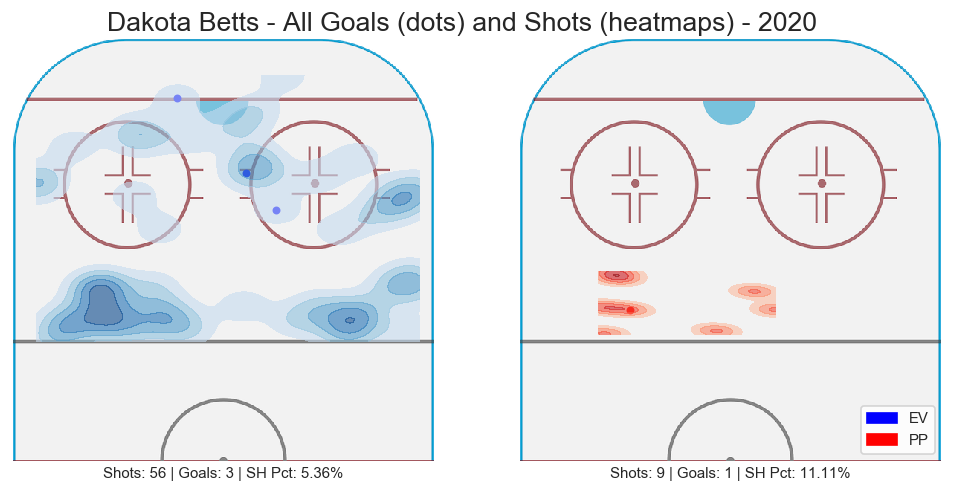 Dakota Betts - All Goals (dots) and Shots (heatmaps) - 2020
EV
PP
Shots: 56 | Goals: 3 | SH Pct: 5.36%
Shots: 9 | Goals: 1 | SH Pct: 11.11%